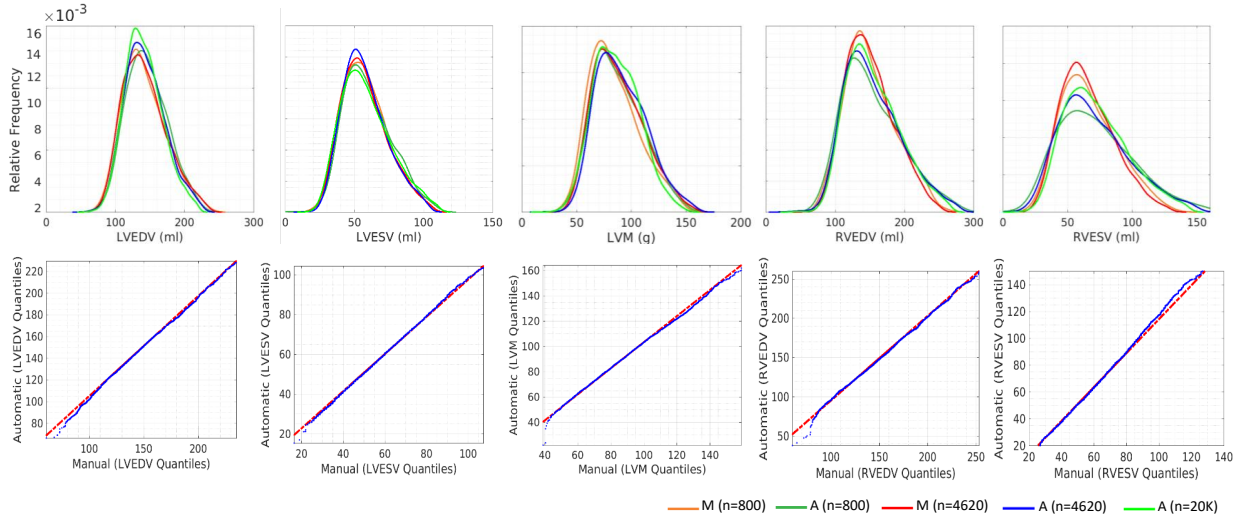 ×10⁻³
16
14
12
10
8
6
4
2
Relative Frequency
0 100 200 300
LVEDV (ml)
0 50 100 150
LVESV (ml)
0 50 100 150 200
LVM (g)
0 100 200 300
RVEDV (ml)
0 50 100 150
RVESV (ml)
220
200
180
160
140
120
100
80
Automatic (LVEDV Quantiles)
100 150 200
Manual (LVEDV Quantiles)
100
80
60
40
20
Automatic (LVESV Quantiles)
20 40 60 80 100
Manual (LVESV Quantiles)
160
140
120
100
80
60
40
Automatic (LVM Quantiles)
40 60 80 100 120 140
Manual (LVM Quantiles)
250
200
150
100
50
Automatic (RVEDV Quantiles)
100 150 200 250
Manual (RVEDV Quantiles)
140
120
100
80
60
40
20
Automatic (RVESV Quantiles)
20 40 60 80 100 120 140
Manual (RVESV Quantiles)
M (n=800) A (n=800) M (n=4620) A (n=4620) A (n=20K)